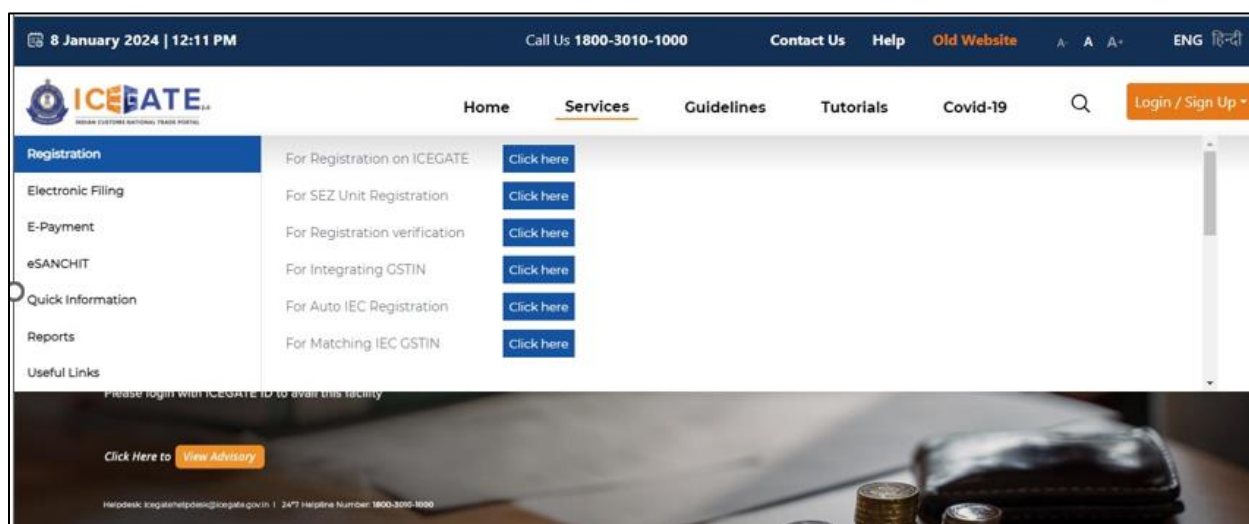 8 January 2024 | 12:11 PM Call Us 1800-3010-1000 Contact Us Help Old Website A- A A+ ENG हिन्दी
ICEGATE
INDIAN CUSTOMS NATIONAL TRADE PORTAL
Home Services Guidelines Tutorials Covid-19 Login / Sign Up
Registration
Electronic Filing
E-Payment
eSANCHIT
Quick Information
Reports
Useful Links
For Registration on ICEGATE Click here
For SEZ Unit Registration Click here
For Registration verification Click here
For Integrating GSTIN Click here
For Auto IEC Registration Click here
For Matching IEC GSTIN Click here
Please login with ICEGATE ID to avail this facility
Click Here to View Advisory
Helpdesk: icegatehelpdesk@icegate.gov.in | 24*7 Helpline Number: 1800-3010-1000